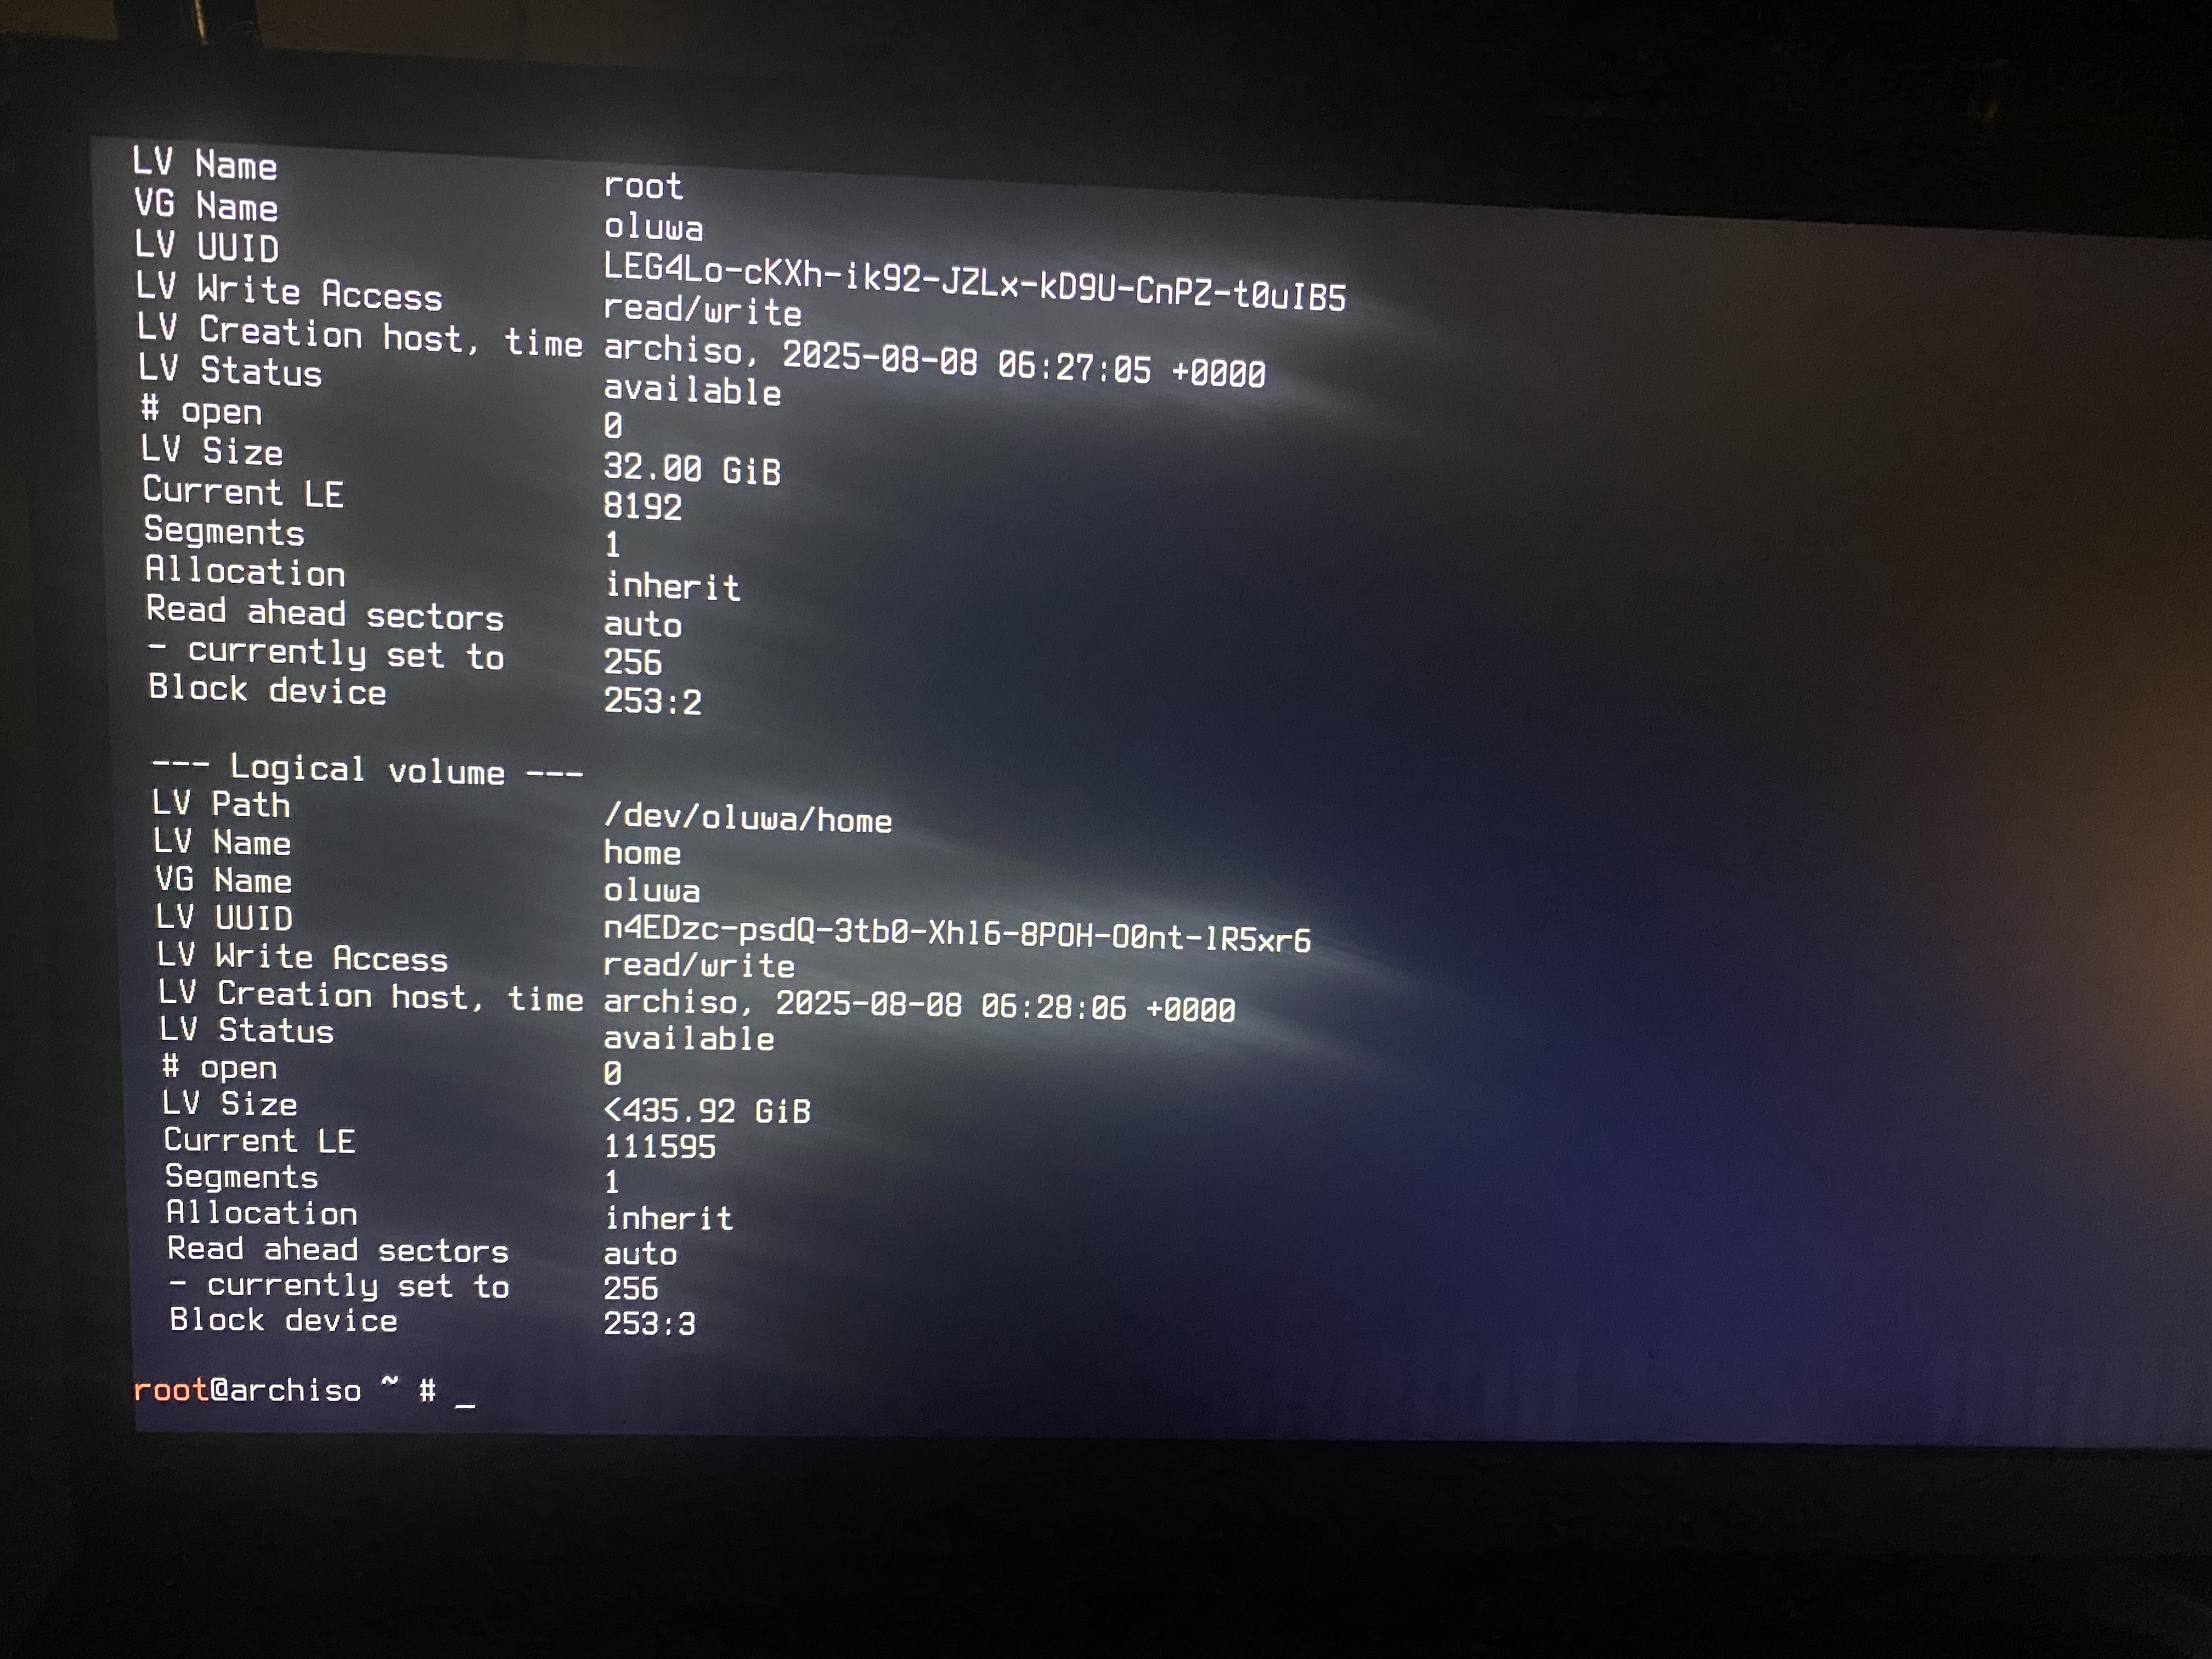 LV Name root
VG Name oluwa
LV UUID LEG4Lo-cKXh-ik92-JZLx-kD9U-CnPZ-t0uIB5
LV Write Access read/write
LV Creation host, time archiso, 2025-08-08 06:27:05 +0000
LV Status available
# open 0
LV Size 32.00 GiB
Current LE 8192
Segments 1
Allocation inherit
Read ahead sectors auto
- currently set to 256
Block device 253:2
--- Logical volume ---
LV Path /dev/oluwa/home
LV Name home
VG Name oluwa
LV UUID n4EDzc-psdQ-3tb0-Xhl6-8POH-O0nt-lR5xr6
LV Write Access read/write
LV Creation host, time archiso, 2025-08-08 06:28:06 +0000
LV Status available
# open 0
LV Size <435.92 GiB
Current LE 111595
Segments 1
Allocation inherit
Read ahead sectors auto
- currently set to 256
Block device 253:3
root@archiso ~ # _